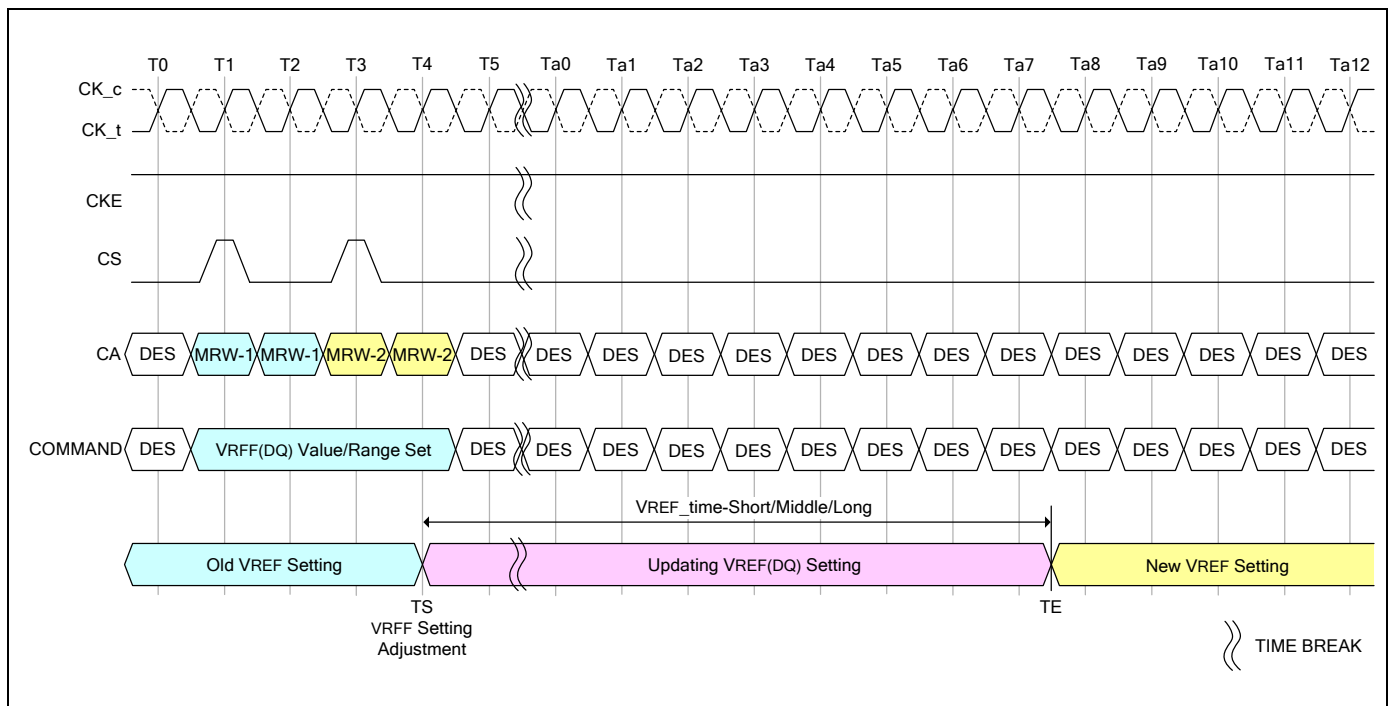 T0 T1 T2 T3 T4 T5 Ta0 Ta1 Ta2 Ta3 Ta4 Ta5 Ta6 Ta7 Ta8 Ta9 Ta10 Ta11 Ta12
CK_c
CK_t
CKE
CS
CA DES MRW-1 MRW-1 MRW-2 MRW-2 DES DES DES DES DES DES DES DES DES DES DES DES DES DES
COMMAND DES VRFF(DQ) Value/Range Set DES DES DES DES DES DES DES DES DES DES DES DES DES DES
VREF_time-Short/Middle/Long
Old VREF Setting Updating VREF(DQ) Setting New VREF Setting
TS TE
VRFF Setting
Adjustment
TIME BREAK